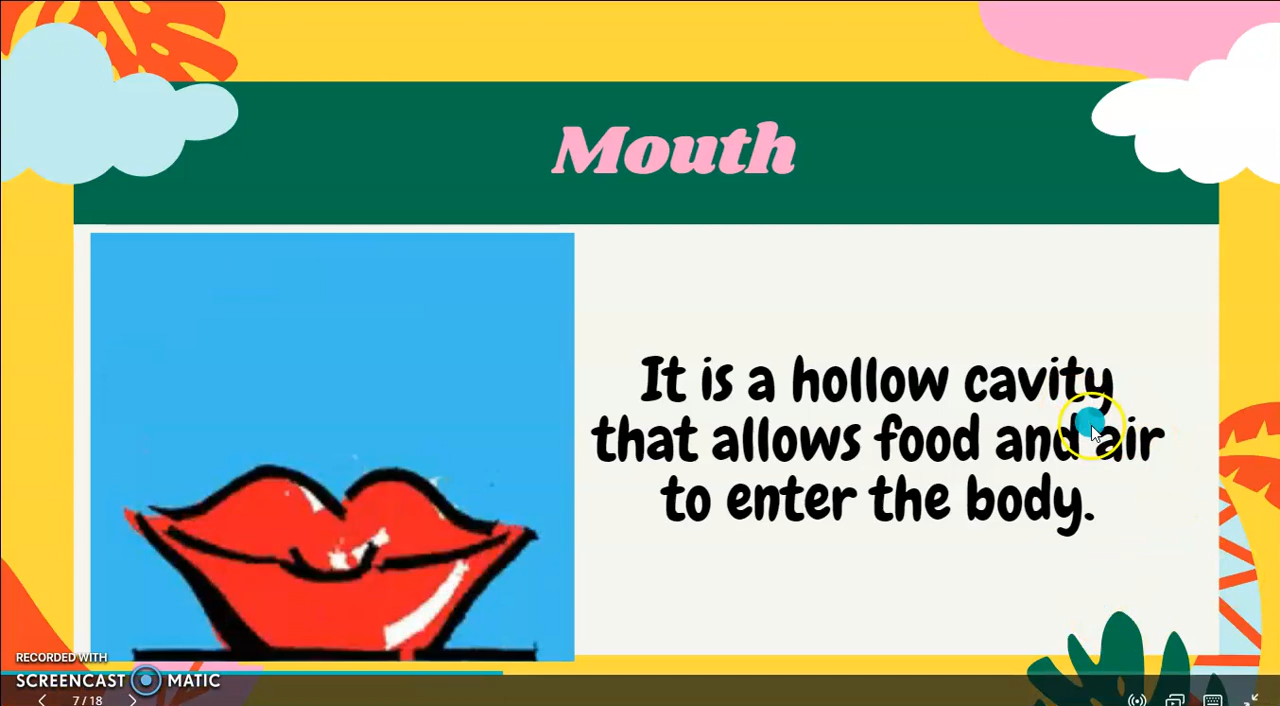 Mouth
It is a hollow cavity
that allows food and air
to enter the body.
RECORDED WITH
SCREENCAST MATIC
7/18